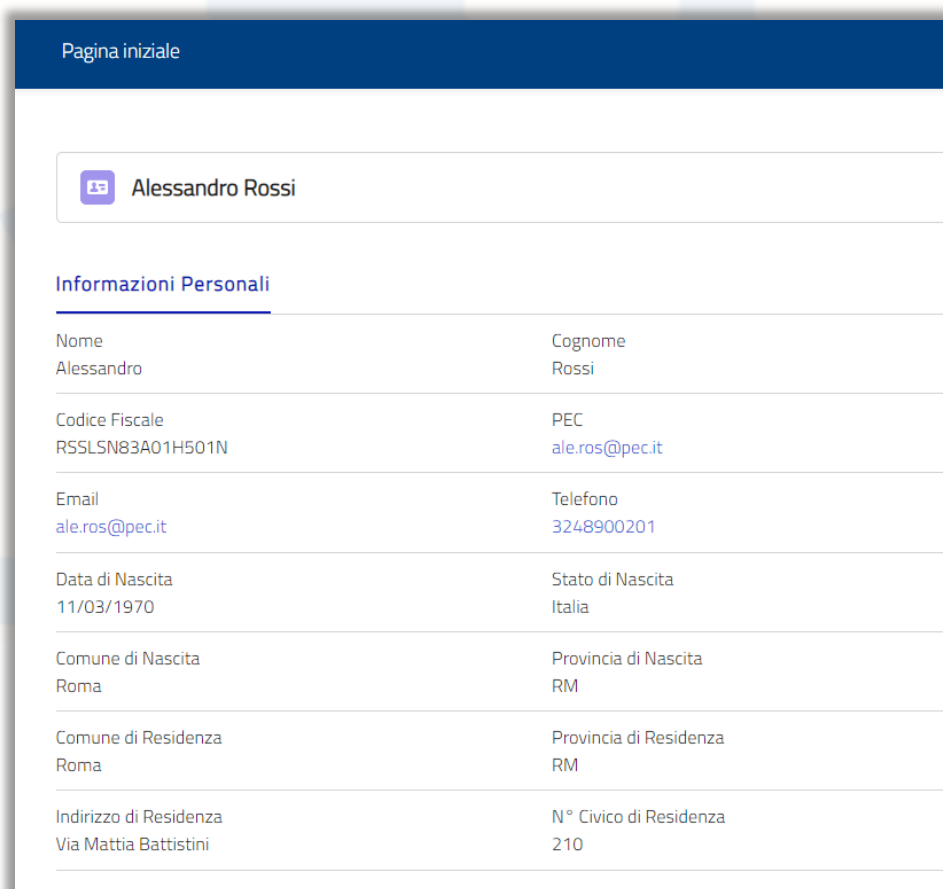 Pagina iniziale
Alessandro Rossi
Informazioni Personali
Nome
Alessandro
Cognome
Rossi
Codice Fiscale
RSSLSN83A01H501N
PEC
ale.ros@pec.it
Email
ale.ros@pec.it
Telefono
3248900201
Data di Nascita
11/03/1970
Stato di Nascita
Italia
Comune di Nascita
Roma
Provincia di Nascita
RM
Comune di Residenza
Roma
Provincia di Residenza
RM
Indirizzo di Residenza
Via Mattia Battistini
N° Civico di Residenza
210